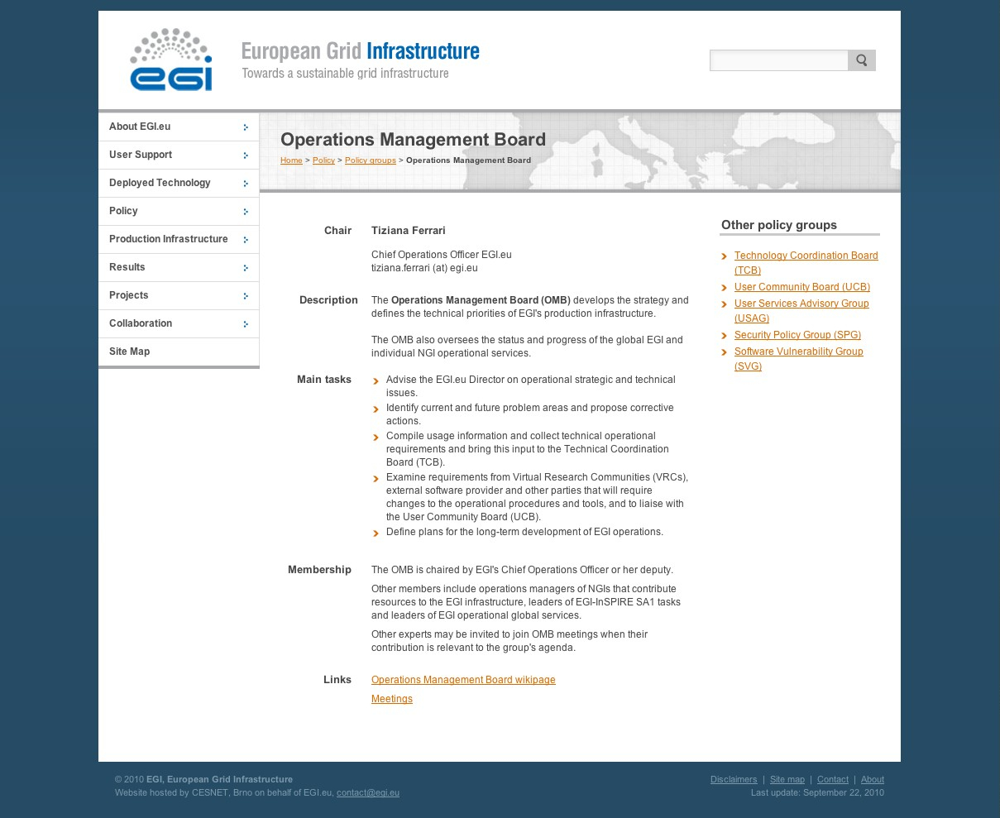 egi
European Grid Infrastructure
Towards a sustainable grid infrastructure
About EGI.eu
User Support
Deployed Technology
Policy
Production Infrastructure
Results
Projects
Collaboration
Site Map
Operations Management Board
Home > Policy > Policy groups > Operations Management Board
Chair
Tiziana Ferrari
Chief Operations Officer EGI.eu
tiziana.ferrari (at) egi.eu
Description
The Operations Management Board (OMB) develops the strategy and
defines the technical priorities of EGI's production infrastructure.
The OMB also oversees the status and progress of the global EGI and
individual NGI operational services.
Main tasks
Advise the EGI.eu Director on operational strategic and technical
issues.
Identify current and future problem areas and propose corrective
actions.
Compile usage information and collect technical operational
requirements and bring this input to the Technical Coordination
Board (TCB).
Examine requirements from Virtual Research Communities (VRCs),
external software provider and other parties that will require
changes to the operational procedures and tools, and to liaise with
the User Community Board (UCB).
Define plans for the long-term development of EGI operations.
Membership
The OMB is chaired by EGI's Chief Operations Officer or her deputy.
Other members include operations managers of NGIs that contribute
resources to the EGI infrastructure, leaders of EGI-InSPIRE SA1 tasks
and leaders of EGI operational global services.
Other experts may be invited to join OMB meetings when their
contribution is relevant to the group's agenda.
Links
Operations Management Board wikipage
Meetings
Other policy groups
Technology Coordination Board
(TCB)
User Community Board (UCB)
User Services Advisory Group
(USAG)
Security Policy Group (SPG)
Software Vulnerability Group
(SVG)
© 2010 EGI, European Grid Infrastructure
Website hosted by CESNET, Brno on behalf of EGI.eu, contact@egi.eu
Disclaimers | Site map | Contact | About
Last update: September 22, 2010